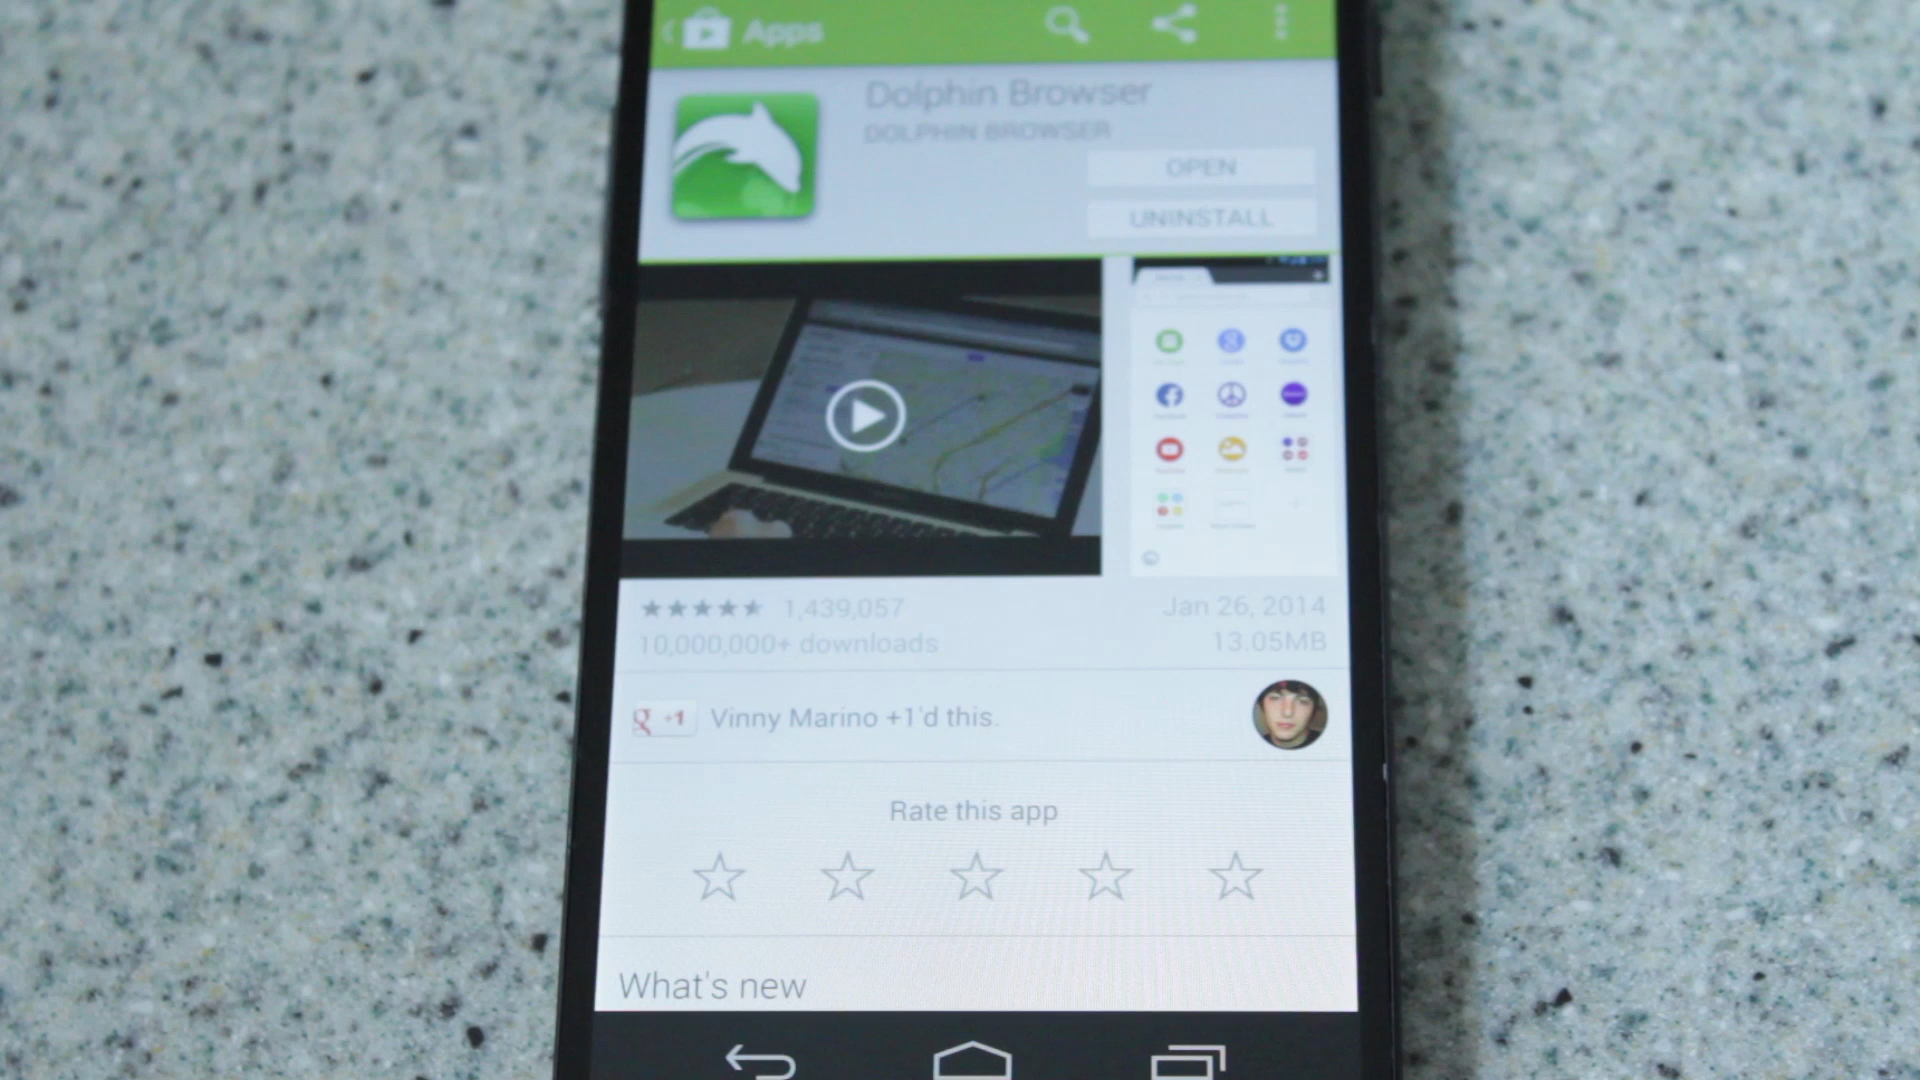 Apps
Dolphin Browser
DOLPHIN BROWSER
OPEN
UNINSTALL
1,439,057
Jan 26, 2014
10,000,000+ downloads
13.05MB
g +1
Vinny Marino +1'd this.
Rate this app
What's new